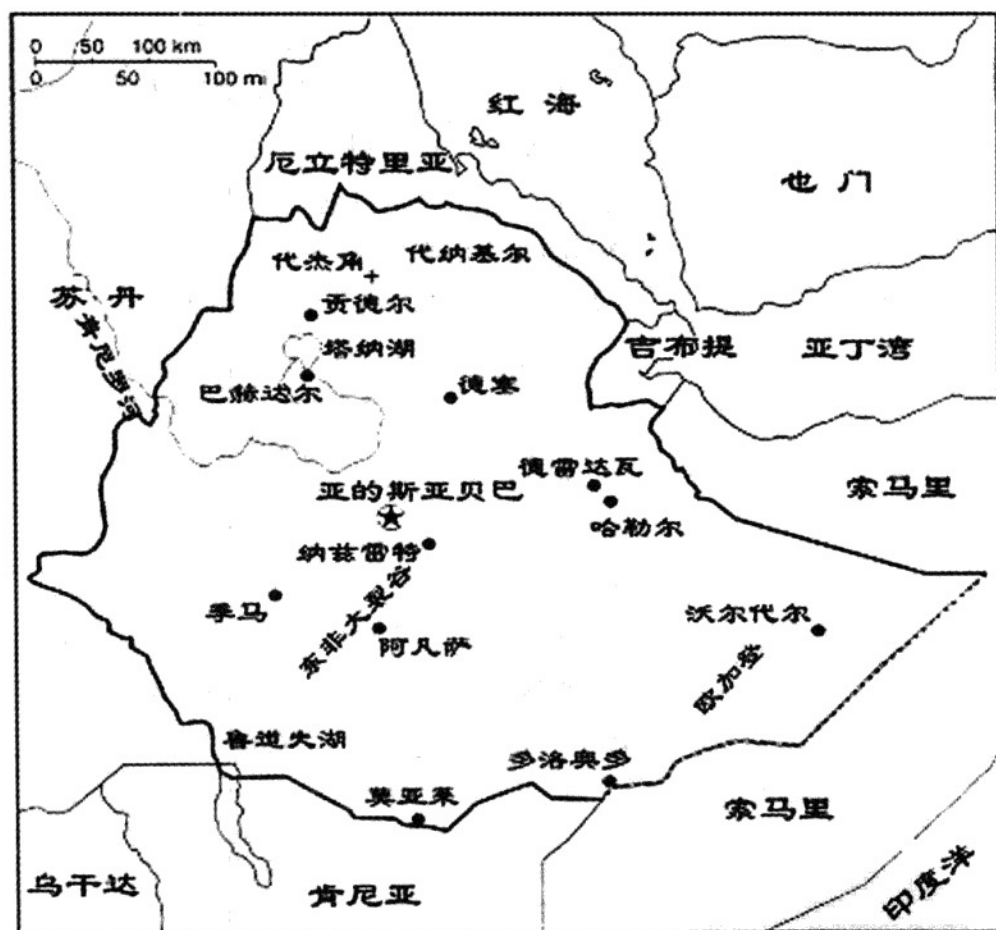 0 50 100 km
0 50 100 mi
红海
厄立特里亚
也门
代杰角
代纳基尔
苏丹
贡德尔
青尼罗河
塔纳湖
吉布提
亚丁湾
巴赫达尔
德塞
德雷达瓦
索马里
亚的斯亚贝巴
哈勒尔
纳兹雷特
东非大裂谷
季马
沃尔代尔
阿凡萨
欧加登
鲁道夫湖
多洛奥多
莫亚莱
索马里
乌干达
肯尼亚
印度洋